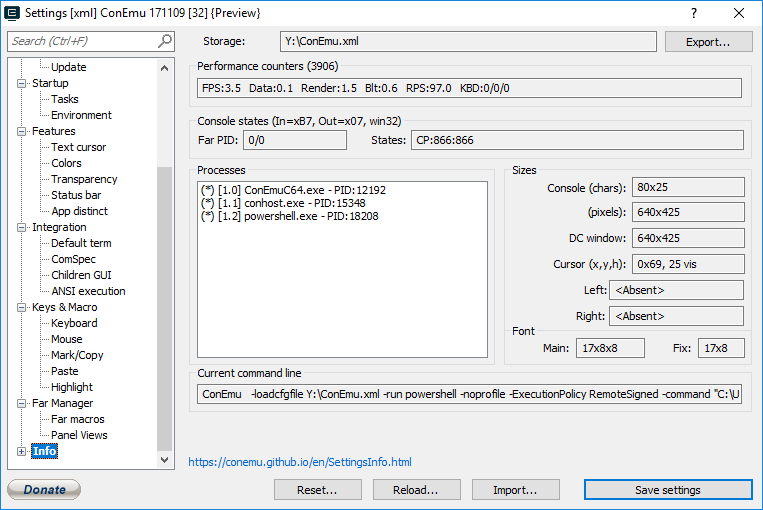 Settings [xml] ConEmu 171109 [32] {Preview}
Search (Ctrl+F)
Storage:
Y:\ConEmu.xml
Export...
Update
Startup
Tasks
Environment
Features
Text cursor
Colors
Transparency
Status bar
App distinct
Integration
Default term
ComSpec
Children GUI
ANSI execution
Keys & Macro
Keyboard
Mouse
Mark/Copy
Paste
Highlight
Far Manager
Far macros
Panel Views
Info
Performance counters (3906)
FPS:3.5 Data:0.1 Render:1.5 Blt:0.6 RPS:97.0 KBD:0/0/0
Console states (In=xB7, Out=x07, win32)
Far PID: 0/0 States: CP:866:866
Processes
(*) [1.0] ConEmuC64.exe - PID:12192
(*) [1.1] conhost.exe - PID:15348
(*) [1.2] powershell.exe - PID:18208
Sizes
Console (chars): 80x25
(pixels): 640x425
DC window: 640x425
Cursor (x,y,h): 0x69, 25 vis
Left: <Absent>
Right: <Absent>
Font
Main: 17x8x8 Fix: 17x8
Current command line
ConEmu -loadcfgfile Y:\ConEmu.xml -run powershell -noprofile -ExecutionPolicy RemoteSigned -command "C:\U
https://conemu.github.io/en/SettingsInfo.html
Donate
Reset...
Reload...
Import...
Save settings